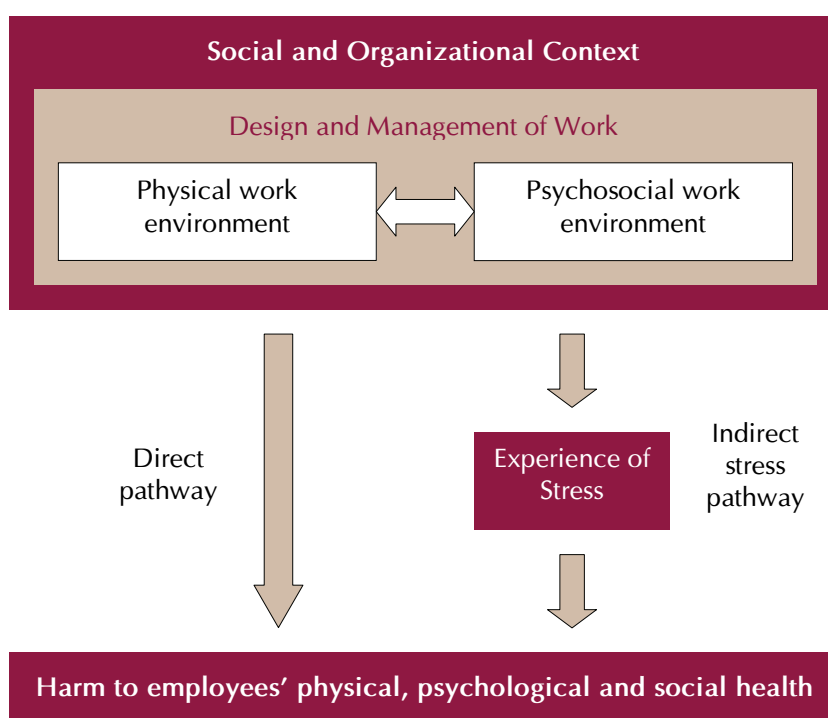 Social and Organizational Context
Design and Management of Work
Physical work
environment
Psychosocial work
environment
Direct
pathway
Experience of
Stress
Indirect
stress
pathway
Harm to employees’ physical, psychological and social health